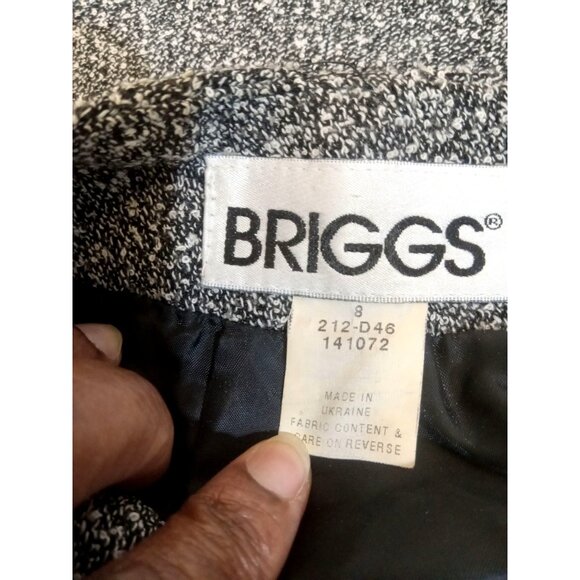 BRIGGS®
8
212-D46
141072
MADE IN
UKRAINE
FABRIC CONTENT &
CARE ON REVERSE